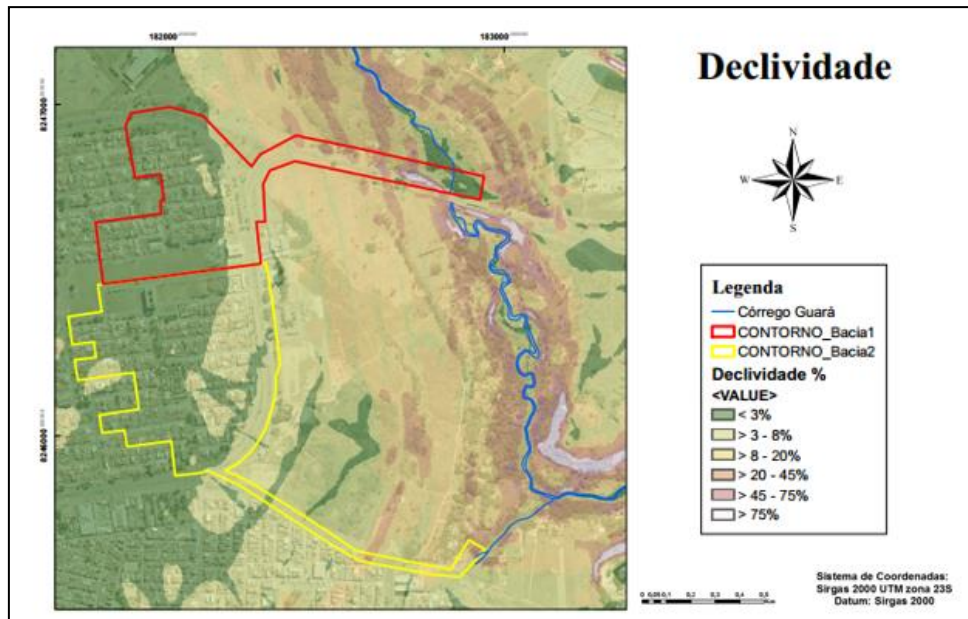 182000
183000
8247000
8246000
Declividade
N
W
E
S
Legenda
Córrego Guará
CONTORNO_Bacia1
CONTORNO_Bacia2
Declividade %
<VALUE>
< 3%
> 3 - 8%
> 8 - 20%
> 20 - 45%
> 45 - 75%
> 75%
Sistema de Coordenadas:
Sirgas 2000 UTM zona 23S
Datum: Sirgas 2000